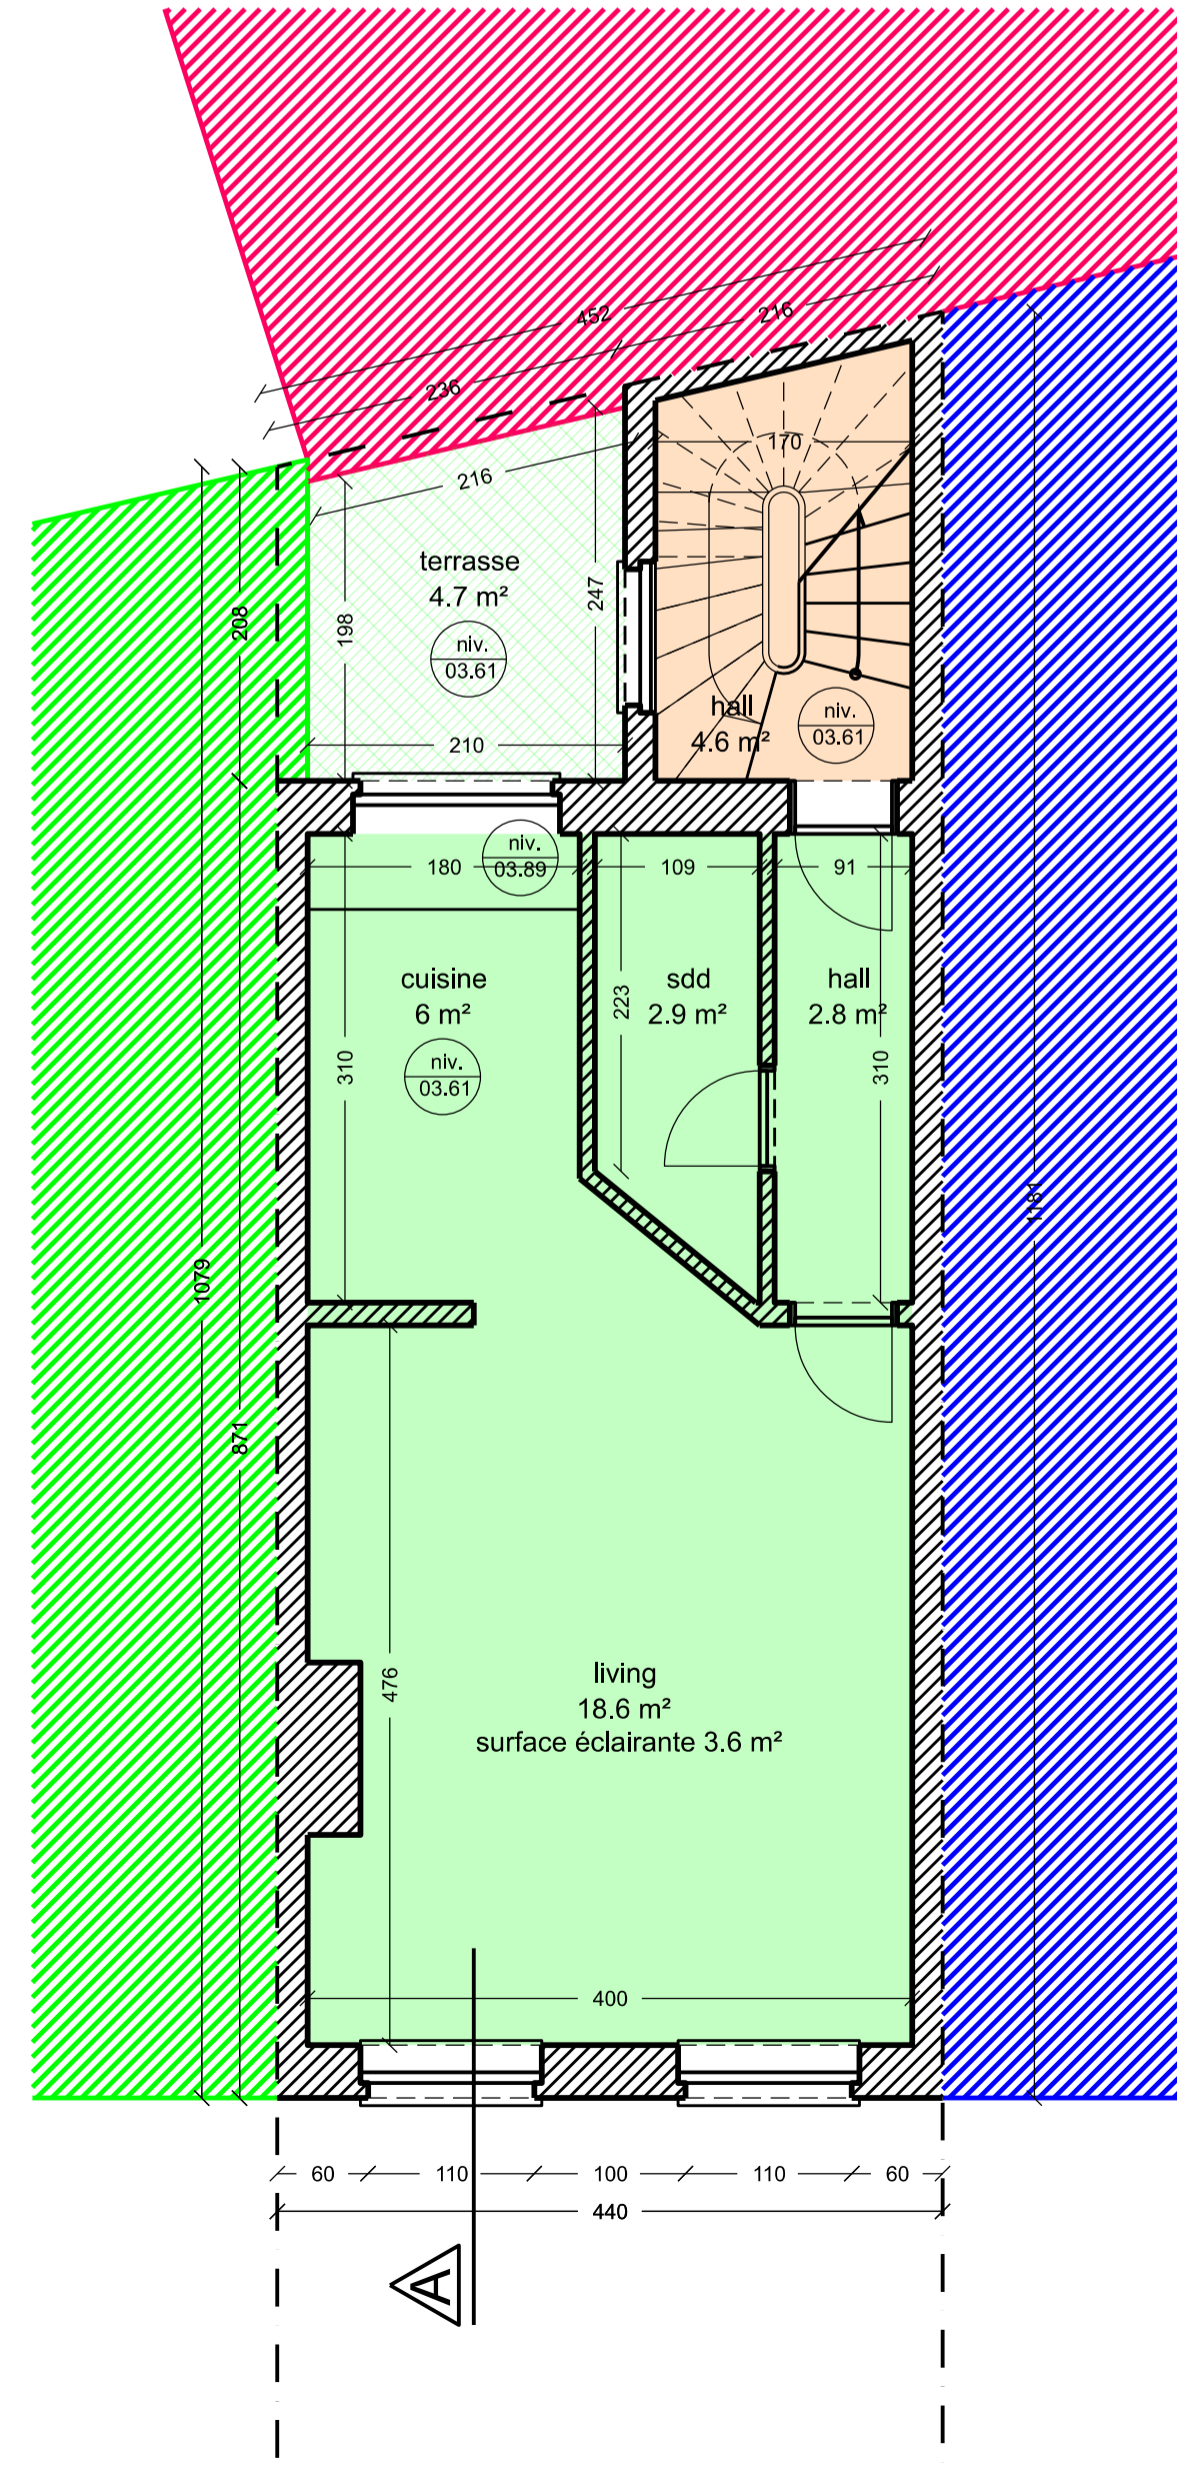 452
216
236
216
170
terrasse
4.7 m²
niv.
03.61
247
198
208
210
hall
4.6 m²
niv.
03.61
niv.
03.89
180
109
91
cuisine
6 m²
niv.
03.61
310
sdd
2.9 m²
223
hall
2.8 m²
310
1181
1079
871
476
living
18.6 m²
surface éclairante 3.6 m²
400
60
110
100
110
60
440
A